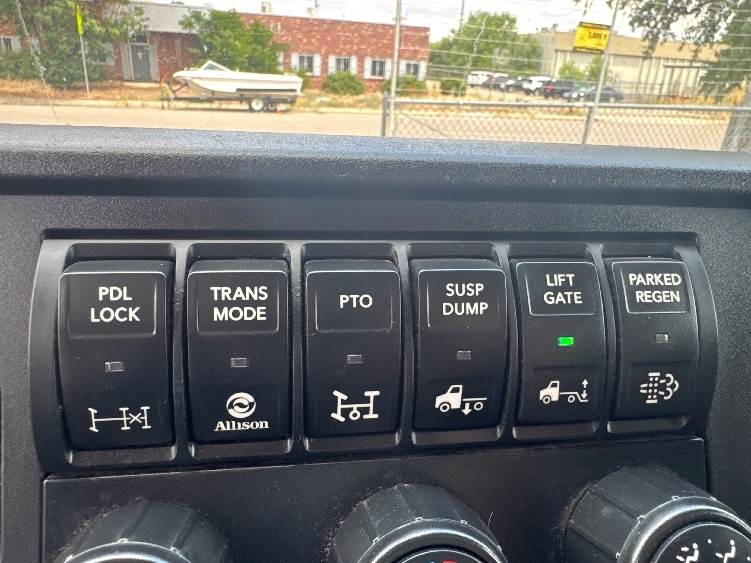 PDL
LOCK
TRANS
MODE
Allison
PTO
SUSP
DUMP
LIFT
GATE
PARKED
REGEN